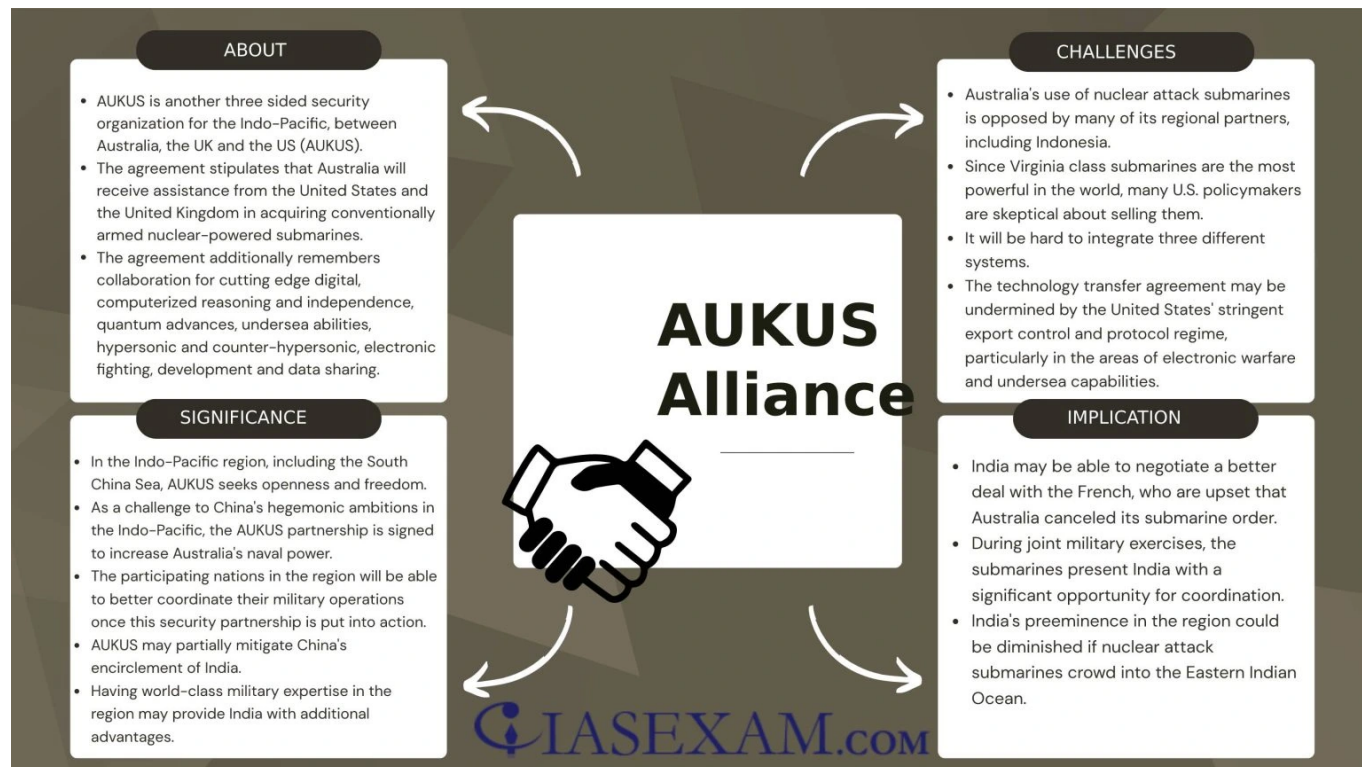 ABOUT
• AUKUS is another three sided security
organization for the Indo-Pacific, between
Australia, the UK and the US (AUKUS).
• The agreement stipulates that Australia will
receive assistance from the United States and
the United Kingdom in acquiring conventionally
armed nuclear-powered submarines.
• The agreement additionally remembers
collaboration for cutting edge digital,
computerized reasoning and independence,
quantum advances, undersea abilities,
hypersonic and counter-hypersonic, electronic
fighting, development and data sharing.
SIGNIFICANCE
• In the Indo-Pacific region, including the South
China Sea, AUKUS seeks openness and freedom.
• As a challenge to China's hegemonic ambitions in
the Indo-Pacific, the AUKUS partnership is signed
to increase Australia's naval power.
• The participating nations in the region will be able
to better coordinate their military operations
once this security partnership is put into action.
• AUKUS may partially mitigate China's
encirclement of India.
• Having world-class military expertise in the
region may provide India with additional
advantages.
AUKUS
Alliance
CHALLENGES
• Australia's use of nuclear attack submarines
is opposed by many of its regional partners,
including Indonesia.
• Since Virginia class submarines are the most
powerful in the world, many U.S. policymakers
are skeptical about selling them.
• It will be hard to integrate three different
systems.
• The technology transfer agreement may be
undermined by the United States' stringent
export control and protocol regime,
particularly in the areas of electronic warfare
and undersea capabilities.
IMPLICATION
• India may be able to negotiate a better
deal with the French, who are upset that
Australia canceled its submarine order.
• During joint military exercises, the
submarines present India with a
significant opportunity for coordination.
• India's preeminence in the region could
be diminished if nuclear attack
submarines crowd into the Eastern Indian
Ocean.
IASEXAM.COM